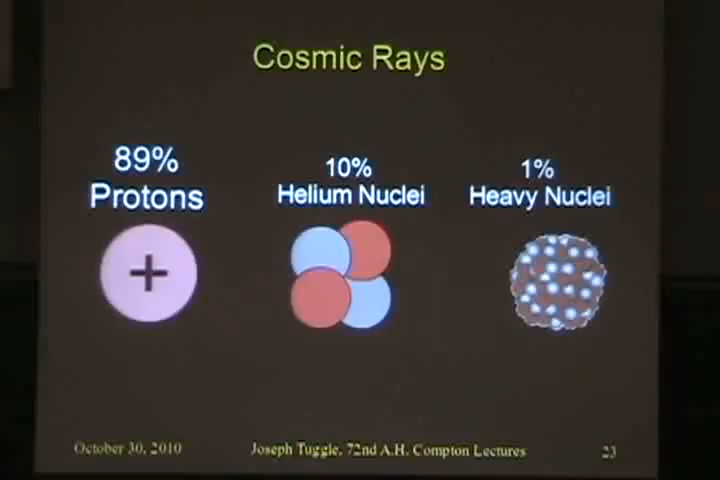 Cosmic Rays
89%
Protons
10%
Helium Nuclei
1%
Heavy Nuclei
+
October 30, 2010
Joseph Tuggle, 72nd A.H. Compton Lectures
23